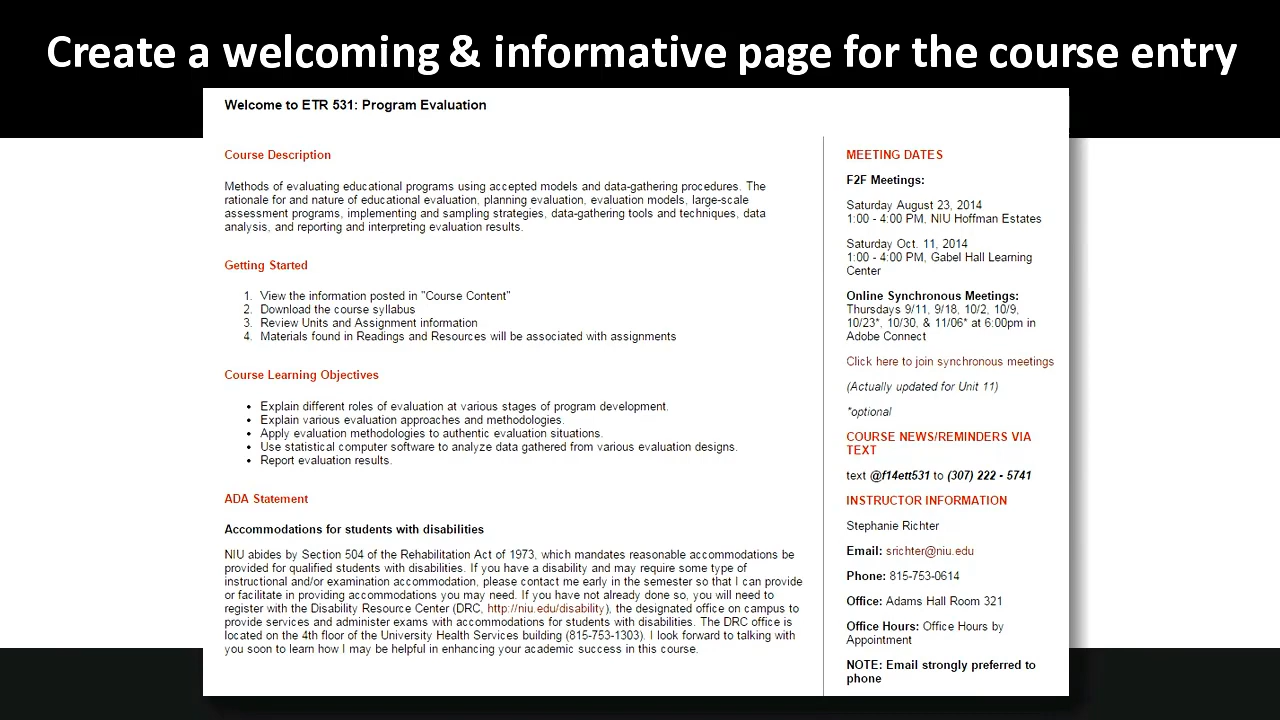 Create a welcoming & informative page for the course entry
Welcome to ETR 531: Program Evaluation
Course Description
Methods of evaluating educational programs using accepted models and data-gathering procedures. The
rationale for and nature of educational evaluation, planning evaluation, evaluation models, large-scale
assessment programs, implementing and sampling strategies, data-gathering tools and techniques, data
analysis, and reporting and interpreting evaluation results.
Getting Started
1. View the information posted in "Course Content"
2. Download the course syllabus
3. Review Units and Assignment information
4. Materials found in Readings and Resources will be associated with assignments
Course Learning Objectives
• Explain different roles of evaluation at various stages of program development.
• Explain various evaluation approaches and methodologies.
• Apply evaluation methodologies to authentic evaluation situations.
• Use statistical computer software to analyze data gathered from various evaluation designs.
• Report evaluation results.
ADA Statement
Accommodations for students with disabilities
NIU abides by Section 504 of the Rehabilitation Act of 1973, which mandates reasonable accommodations be
provided for qualified students with disabilities. If you have a disability and may require some type of
instructional and/or examination accommodation, please contact me early in the semester so that I can provide
or facilitate in providing accommodations you may need. If you have not already done so, you will need to
register with the Disability Resource Center (DRC, http://niu.edu/disability), the designated office on campus to
provide services and administer exams with accommodations for students with disabilities. The DRC office is
located on the 4th floor of the University Health Services building (815-753-1303). I look forward to talking with
you soon to learn how I may be helpful in enhancing your academic success in this course.
MEETING DATES
F2F Meetings:
Saturday August 23, 2014
1:00 - 4:00 PM, NIU Hoffman Estates
Saturday Oct. 11, 2014
1:00 - 4:00 PM, Gabel Hall Learning
Center
Online Synchronous Meetings:
Thursdays 9/11, 9/18, 10/2, 10/9,
10/23*, 10/30, & 11/06* at 6:00pm in
Adobe Connect
Click here to join synchronous meetings
(Actually updated for Unit 11)
*optional
COURSE NEWS/REMINDERS VIA
TEXT
text @f14ett531 to (307) 222 - 5741
INSTRUCTOR INFORMATION
Stephanie Richter
Email: srichter@niu.edu
Phone: 815-753-0614
Office: Adams Hall Room 321
Office Hours: Office Hours by
Appointment
NOTE: Email strongly preferred to
phone